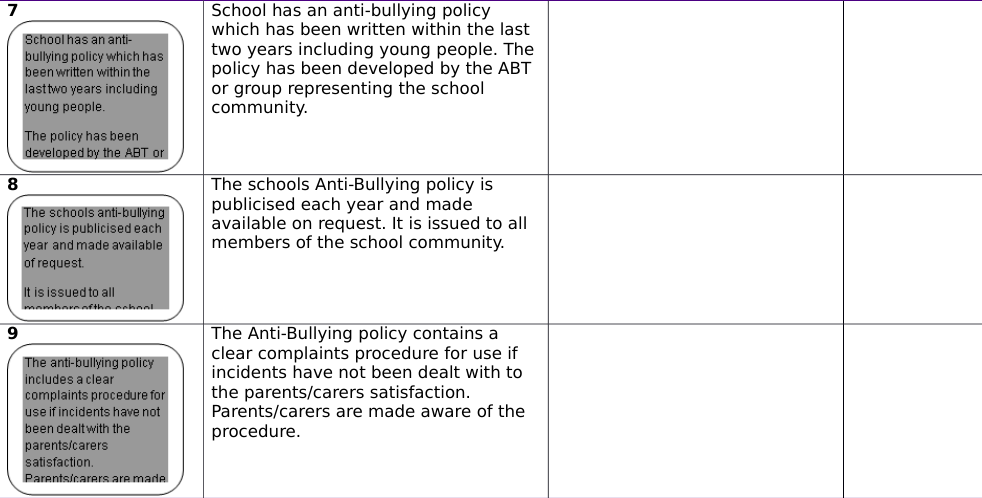 7
School has an anti-
bullying policy which has
been written within the
last two years including
young people.
The policy has been
developed by the ABT or
School has an anti-bullying policy
which has been written within the last
two years including young people. The
policy has been developed by the ABT
or group representing the school
community.
8
The schools anti-bullying
policy is publicised each
year and made available
of request.
It is issued to all
members of the school
The schools Anti-Bullying policy is
publicised each year and made
available on request. It is issued to all
members of the school community.
9
The anti-bullying policy
includes a clear
complaints procedure for
use if incidents have not
been dealt with the
parents/carers
satisfaction.
Parents/carers are made
The Anti-Bullying policy contains a
clear complaints procedure for use if
incidents have not been dealt with to
the parents/carers satisfaction.
Parents/carers are made aware of the
procedure.